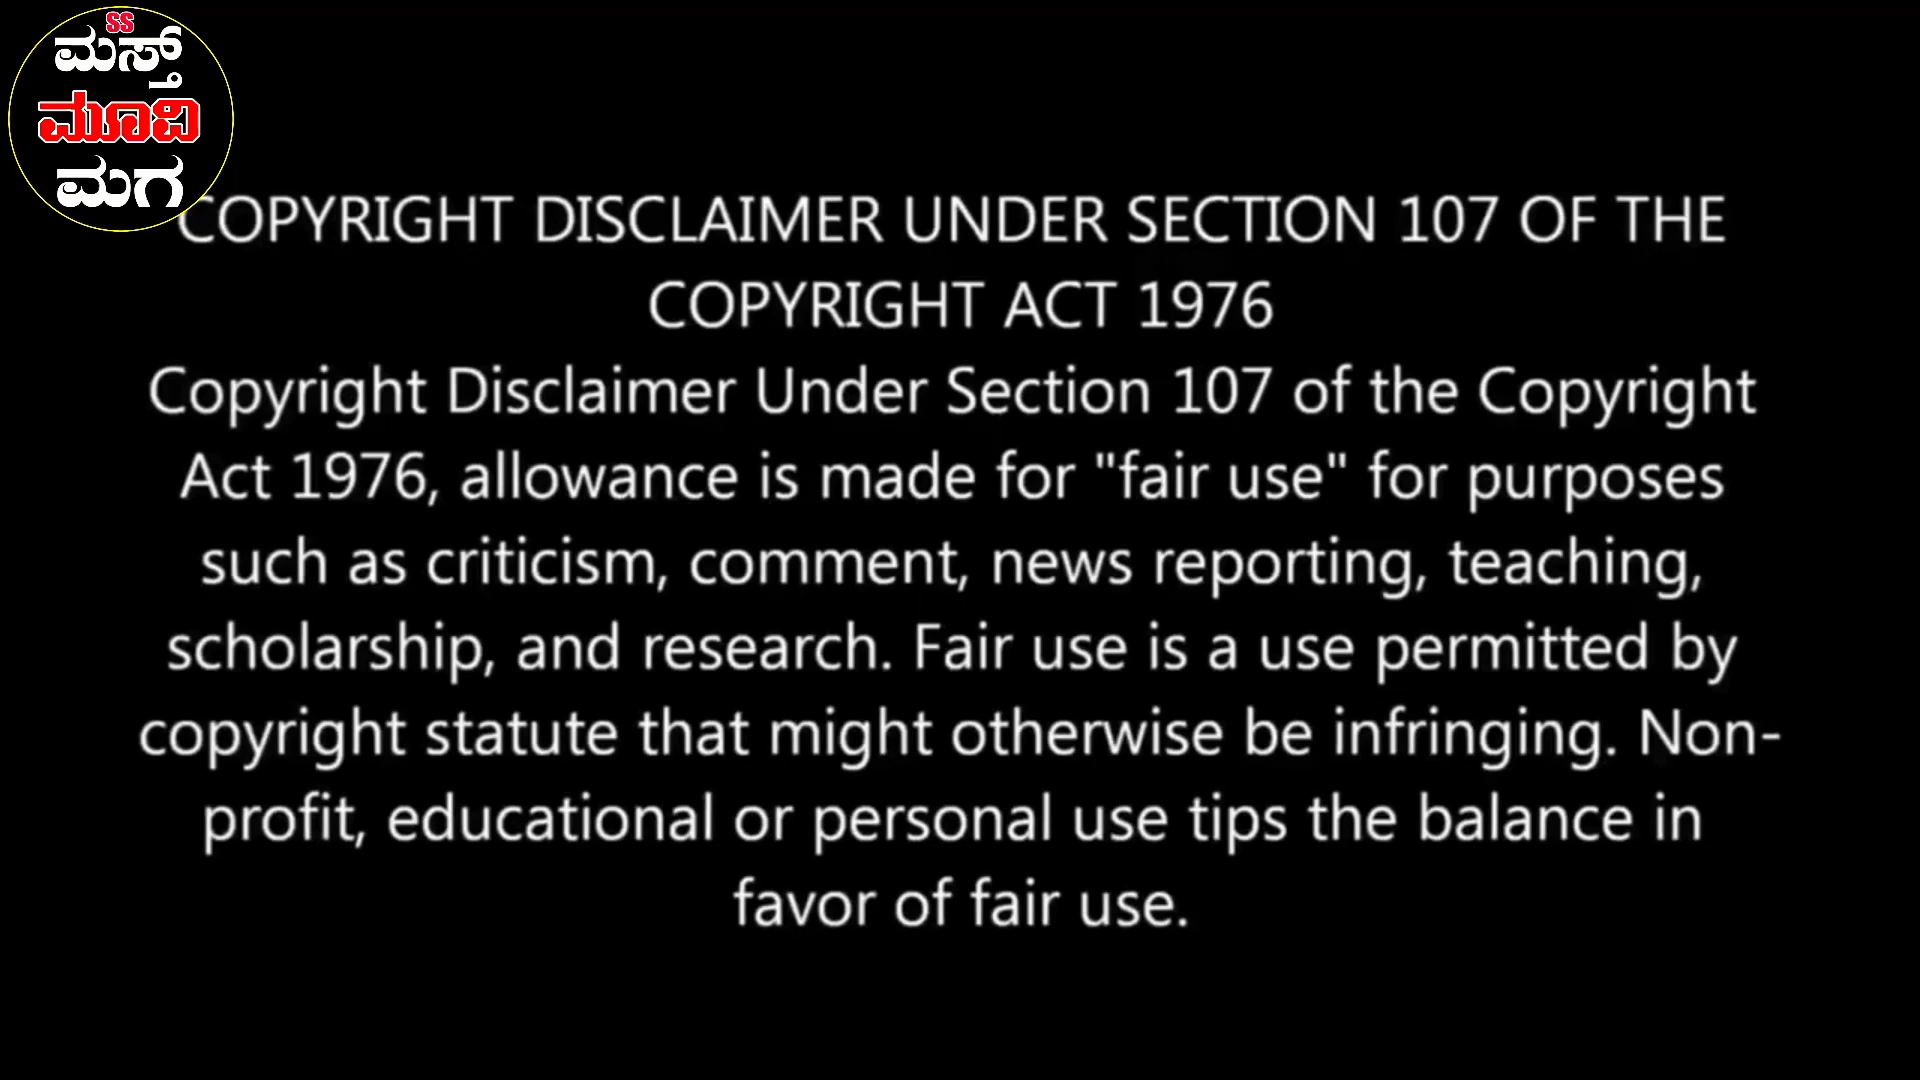 SS
ಮಸ್ತ್
ಮೂವಿ
ಮಗ
COPYRIGHT DISCLAIMER UNDER SECTION 107 OF THE
COPYRIGHT ACT 1976
Copyright Disclaimer Under Section 107 of the Copyright
Act 1976, allowance is made for "fair use" for purposes
such as criticism, comment, news reporting, teaching,
scholarship, and research. Fair use is a use permitted by
copyright statute that might otherwise be infringing. Non-
profit, educational or personal use tips the balance in
favor of fair use.